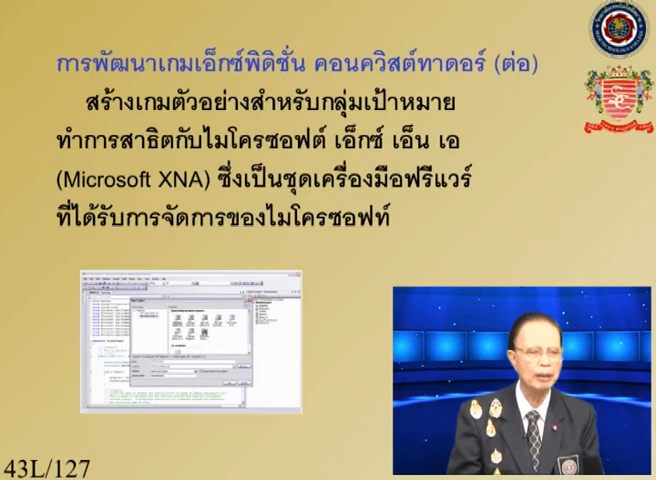 การพัฒนาเกมเอ็กซ์พิดิชั่น คอนควิสต์ทาดอร์ (ต่อ)
สร้างเกมตัวอย่างสำหรับกลุ่มเป้าหมาย
ทำการสาธิตกับไมโครซอฟต์ เอ็กซ์ เอ็น เอ
(Microsoft XNA) ซึ่งเป็นชุดเครื่องมือฟรีแวร์
ที่ได้รับการจัดการของไมโครซอฟท์
43L/127